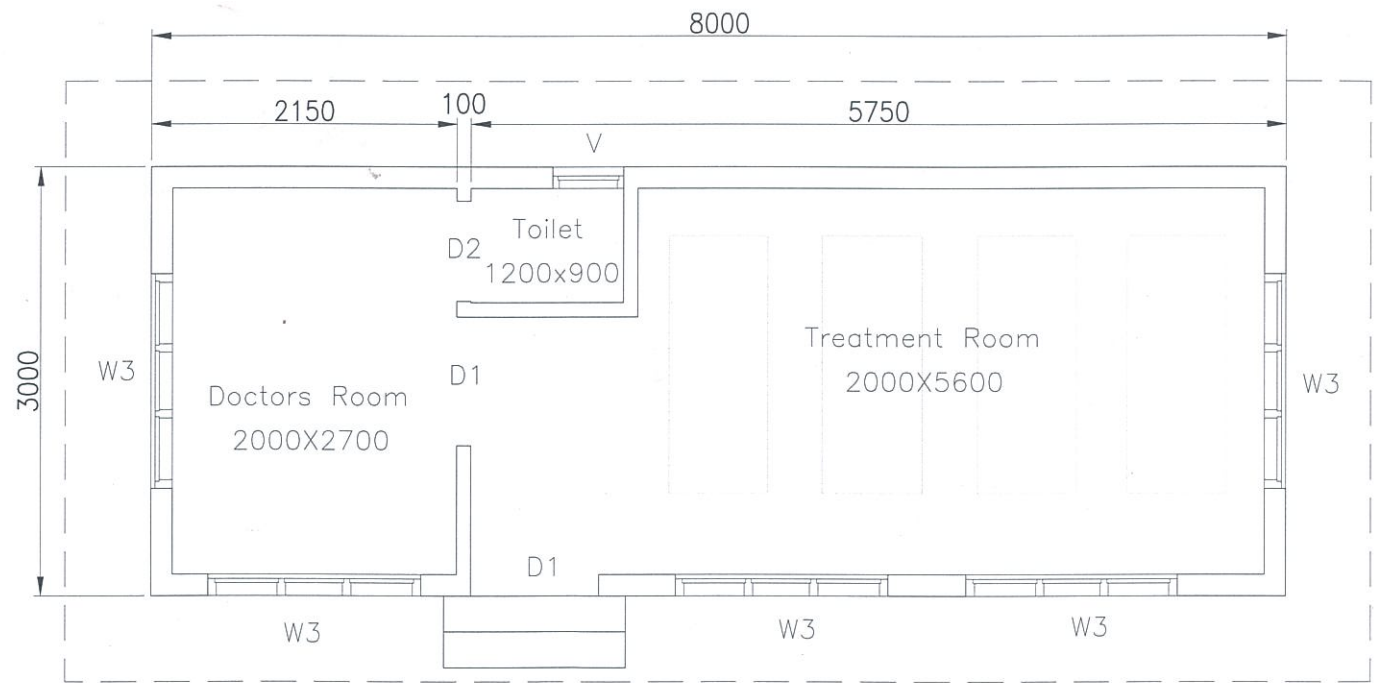 8000
2150
100
5750
V
Toilet
1200x900
D2
Treatment Room
2000X5600
3000
W3
Doctors Room
2000X2700
D1
W3
D1
W3
W3
W3